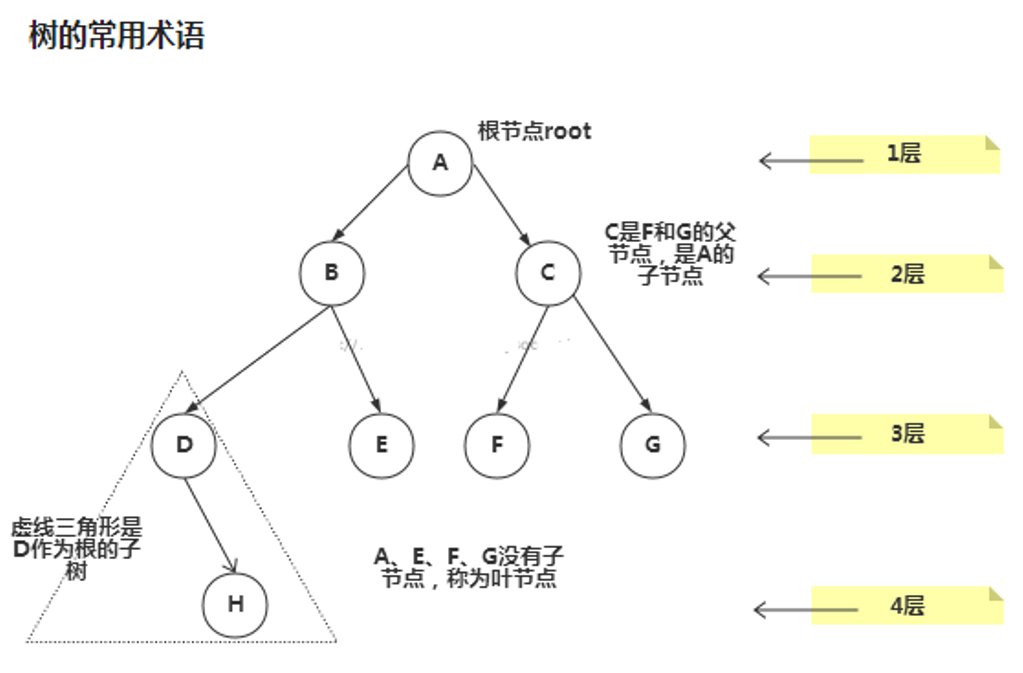 树的常用术语
根节点root
A
1层
C是F和G的父
节点，是A的
子节点
B
C
2层
D
E
F
G
3层
虚线三角形是
D作为根的子
树
A、E、F、G没有子
节点，称为叶节点
H
4层